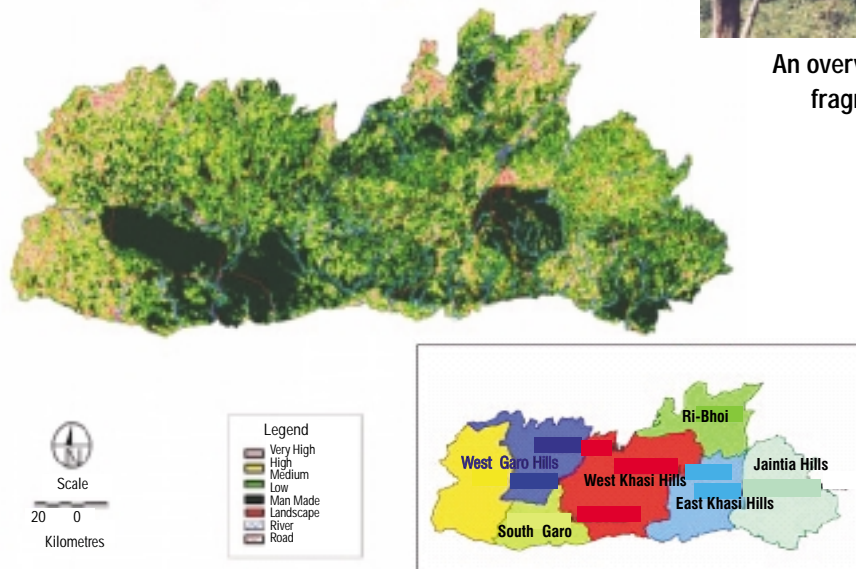 An overv
fragr
N
Scale
20 0
Kilometres
Legend
Very High
High
Medium
Low
Man Made
Landscape
River
Road
Ri-Bhoi
West Garo Hills
West Khasi Hills
Jaintia Hills
East Khasi Hills
South Garo